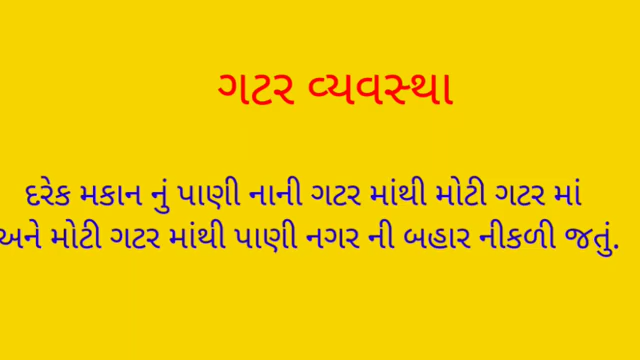 ગટર વ્યવસ્થા
દરેક મકાન નું પાણી નાની ગટર માંથી મોટી ગટર માં
અને મોટી ગટર માંથી પાણી નગર ની બહાર નીકળી જતું.